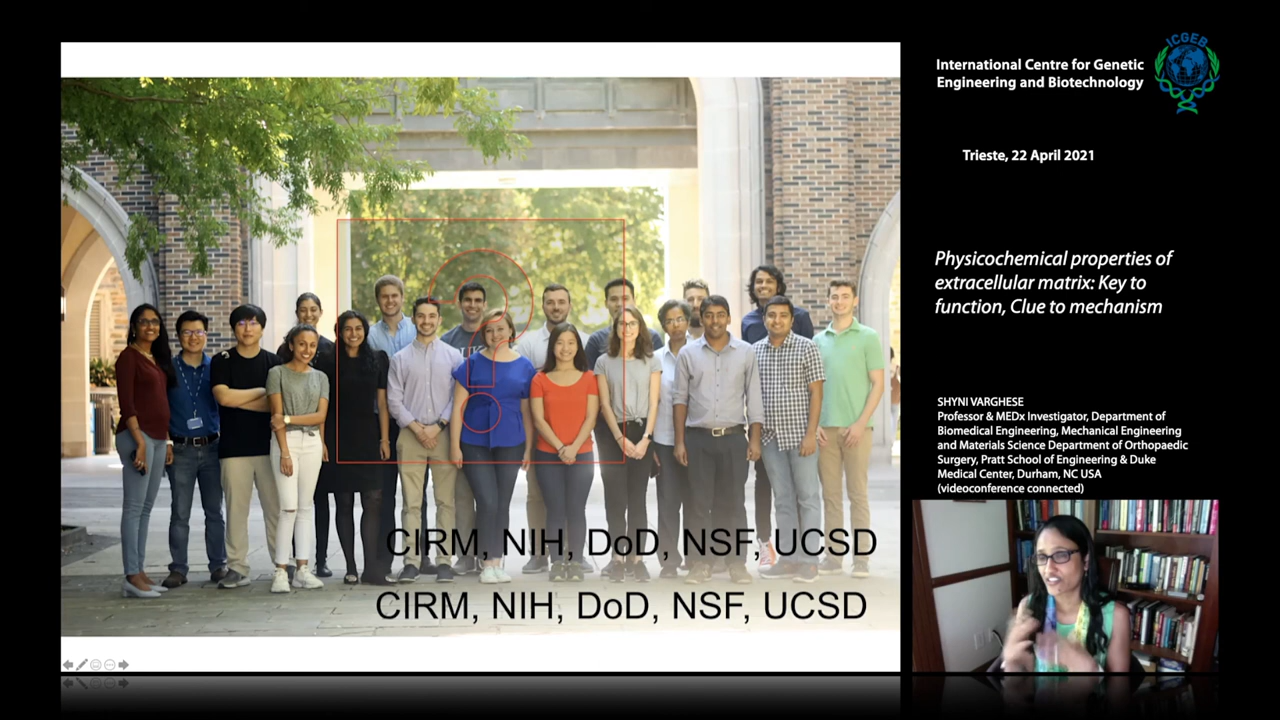 ICGEB
International Centre for Genetic
Engineering and Biotechnology
Trieste, 22 April 2021
Physicochemical properties of
extracellular matrix: Key to
function, Clue to mechanism
SHYNI VARGHESE
Professor & MEDx Investigator, Department of
Biomedical Engineering, Mechanical Engineering
and Materials Science Department of Orthopaedic
Surgery, Pratt School of Engineering & Duke
Medical Center, Durham, NC USA
(videoconference connected)
?
CIRM, NIH, DoD, NSF, UCSD
CIRM, NIH, DoD, NSF, UCSD